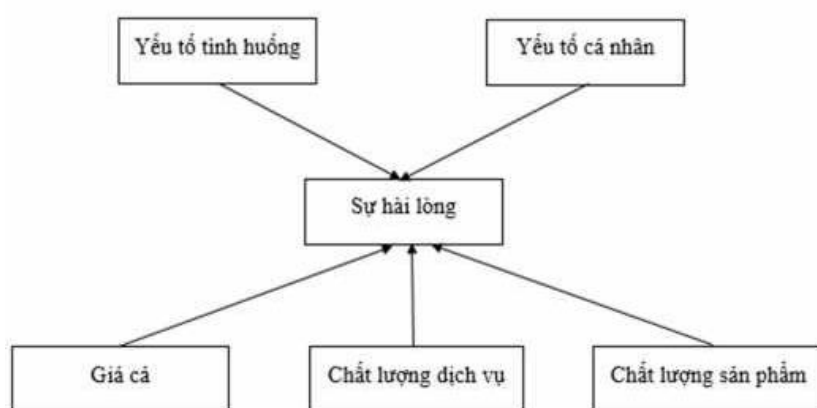 Yếu tố tình huống
Yếu tố cá nhân
Sự hài lòng
Giá cả
Chất lượng dịch vụ
Chất lượng sản phẩm